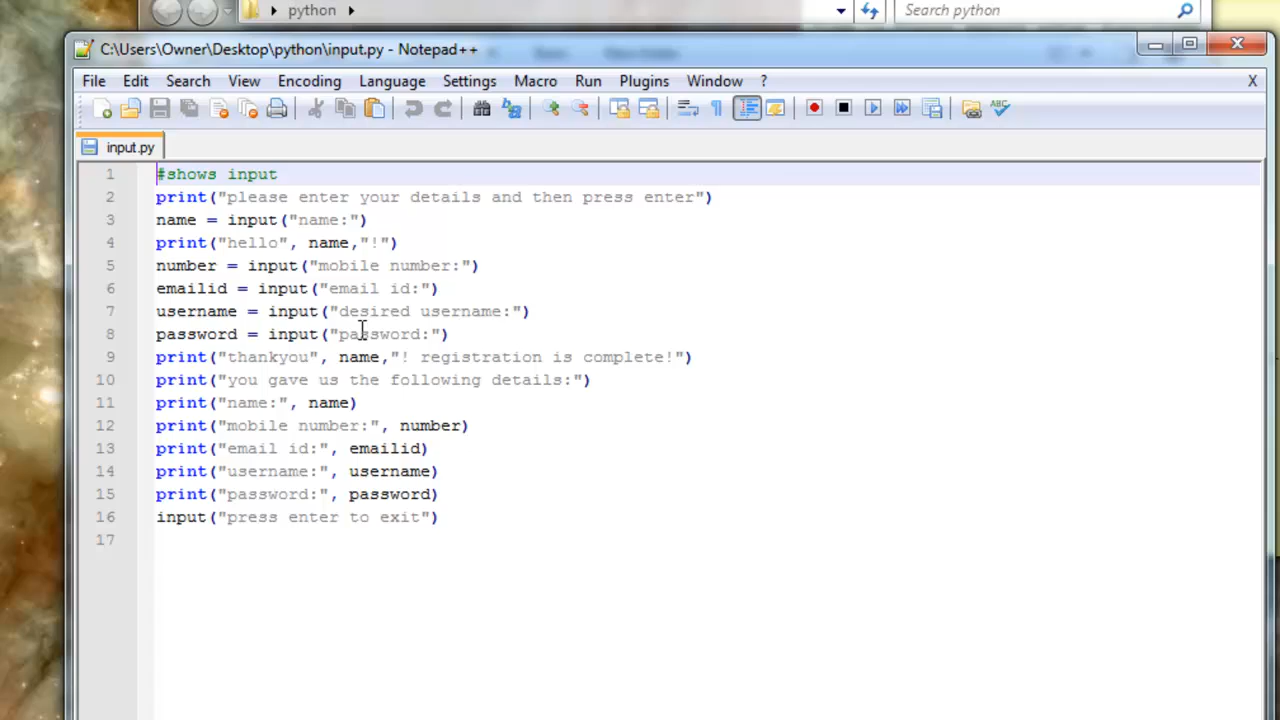 python
Search python
C:\Users\Owner\Desktop\python\input.py - Notepad++
File Edit Search View Encoding Language Settings Macro Run Plugins Window ? X
ABC
input.py
1 #shows input
2 print("please enter your details and then press enter")
3 name = input("name:")
4 print("hello", name,"!")
5 number = input("mobile number:")
6 emailid = input("email id:")
7 username = input("desired username:")
8 password = input("password:")
9 print("thankyou", name,"! registration is complete!")
10 print("you gave us the following details:")
11 print("name:", name)
12 print("mobile number:", number)
13 print("email id:", emailid)
14 print("username:", username)
15 print("password:", password)
16 input("press enter to exit")
17